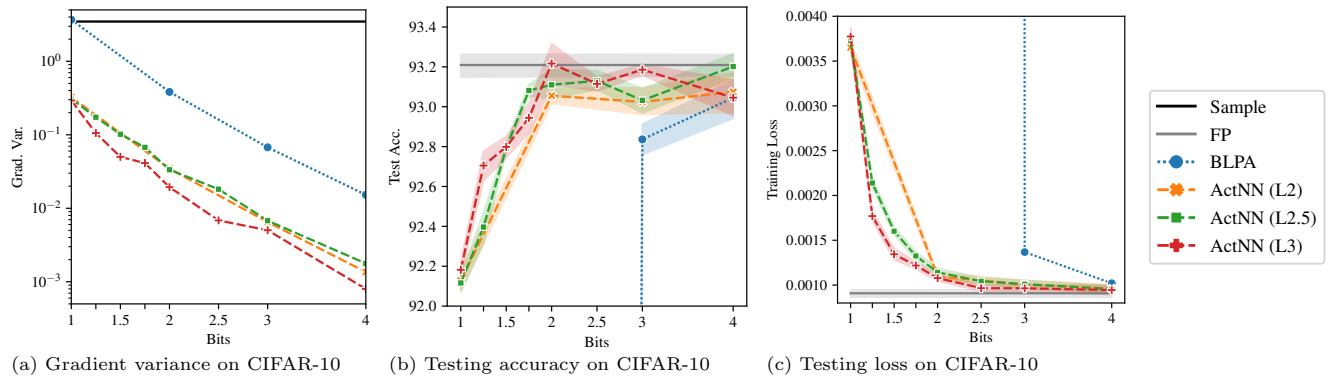 10^0
10^-1
10^-2
10^-3
Grad. Var.
1 1.5 2 2.5 3 4
Bits
93.4
93.2
93.0
92.8
92.6
92.4
92.2
92.0
Test Acc.
1 1.5 2 2.5 3 4
Bits
0.0040
0.0035
0.0030
0.0025
0.0020
0.0015
0.0010
Training Loss
1 1.5 2 2.5 3 4
Bits
Sample
FP
BLPA
ActNN (L2)
ActNN (L2.5)
ActNN (L3)
(a) Gradient variance on CIFAR-10
(b) Testing accuracy on CIFAR-10
(c) Testing loss on CIFAR-10